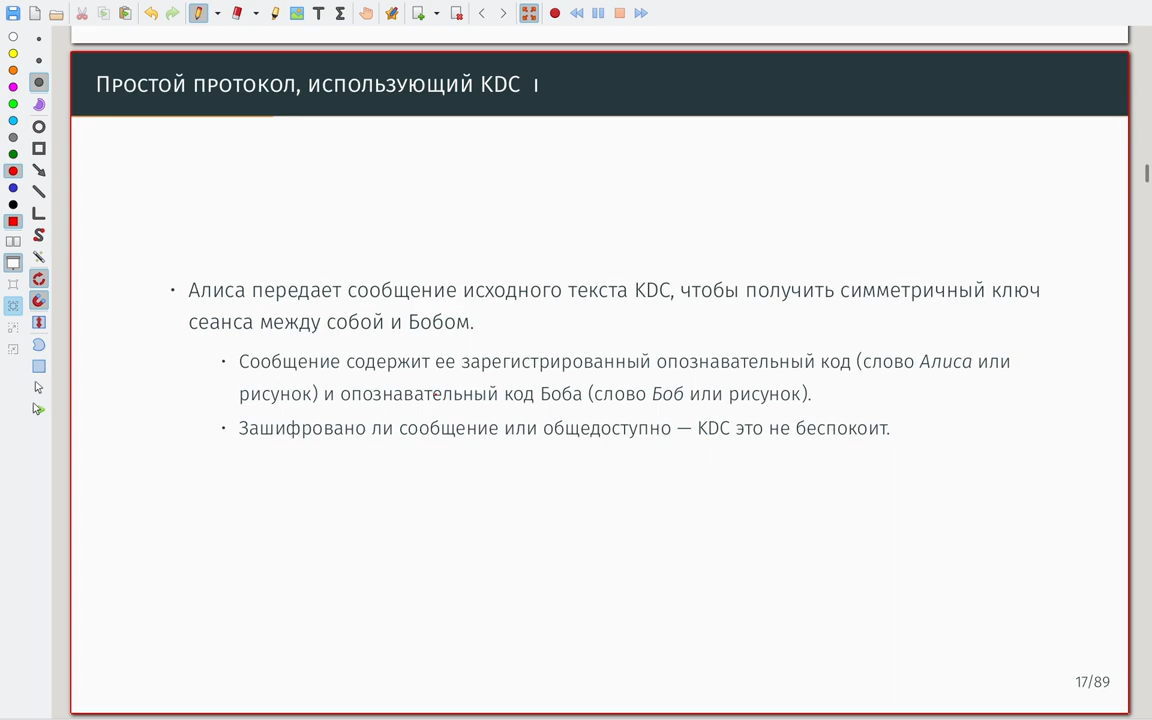 Простой протокол, использующий KDC I
• Алиса передает сообщение исходного текста KDC, чтобы получить симметричный ключ
сеанса между собой и Бобом.
• Сообщение содержит ее зарегистрированный опознавательный код (слово Алиса или
рисунок) и опознавательный код Боба (слово Боб или рисунок).
• Зашифровано ли сообщение или общедоступно — KDC это не беспокоит.
17/89